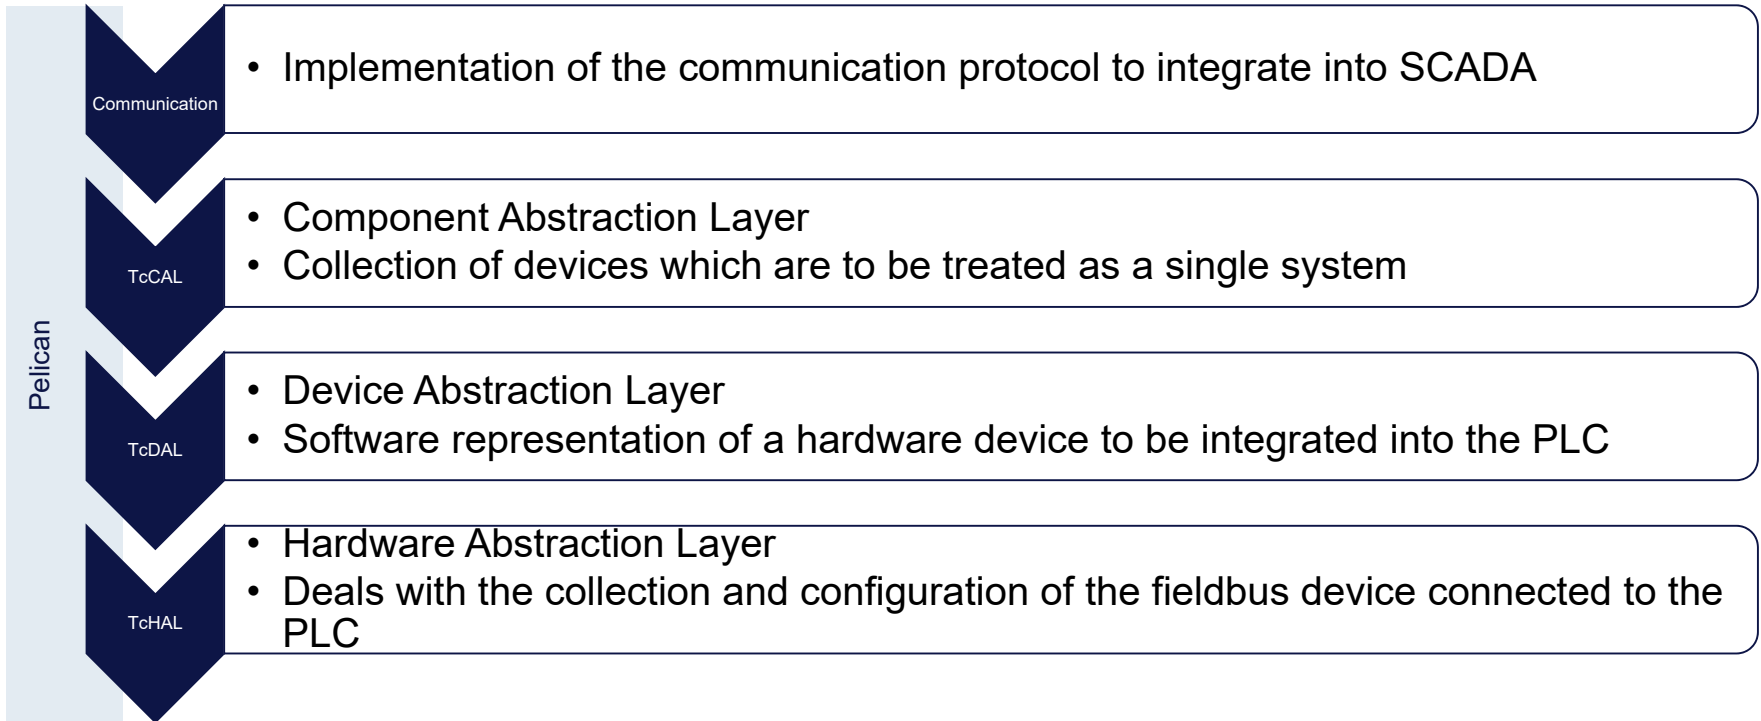 Pelican
Communication
• Implementation of the communication protocol to integrate into SCADA
TcCAL
• Component Abstraction Layer
• Collection of devices which are to be treated as a single system
TcDAL
• Device Abstraction Layer
• Software representation of a hardware device to be integrated into the PLC
TcHAL
• Hardware Abstraction Layer
• Deals with the collection and configuration of the fieldbus device connected to the
PLC